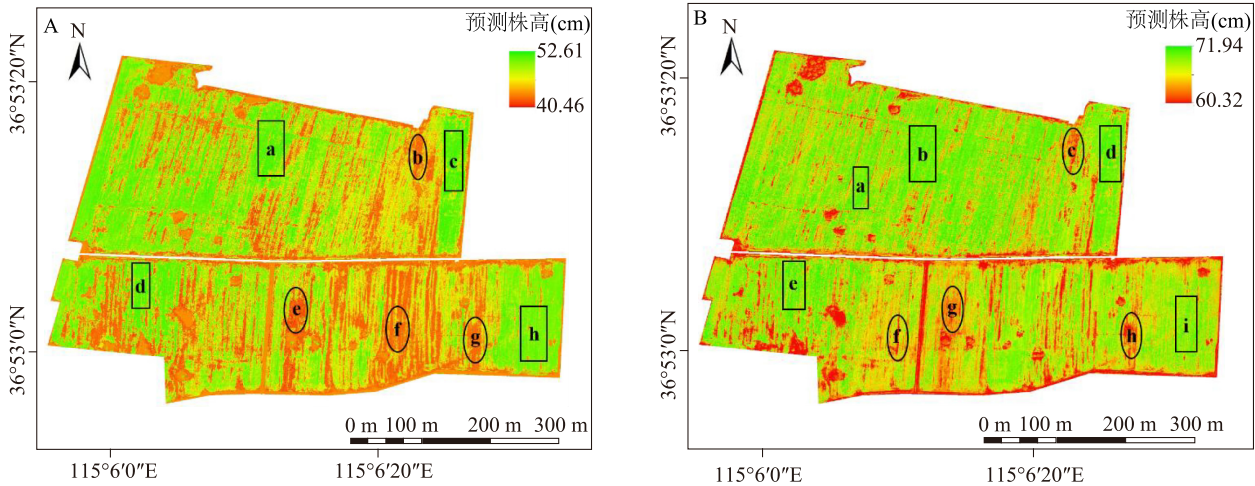 A
N
预测株高(cm)
52.61
40.46
36°53′20″N
36°53′0″N
a
b
c
d
e
f
g
h
0 m 100 m 200 m 300 m
115°6′0″E 115°6′20″E
B
N
预测株高(cm)
71.94
60.32
36°53′20″N
36°53′0″N
a
b
c
d
e
f
g
h
i
0 m 100 m 200 m 300 m
115°6′0″E 115°6′20″E